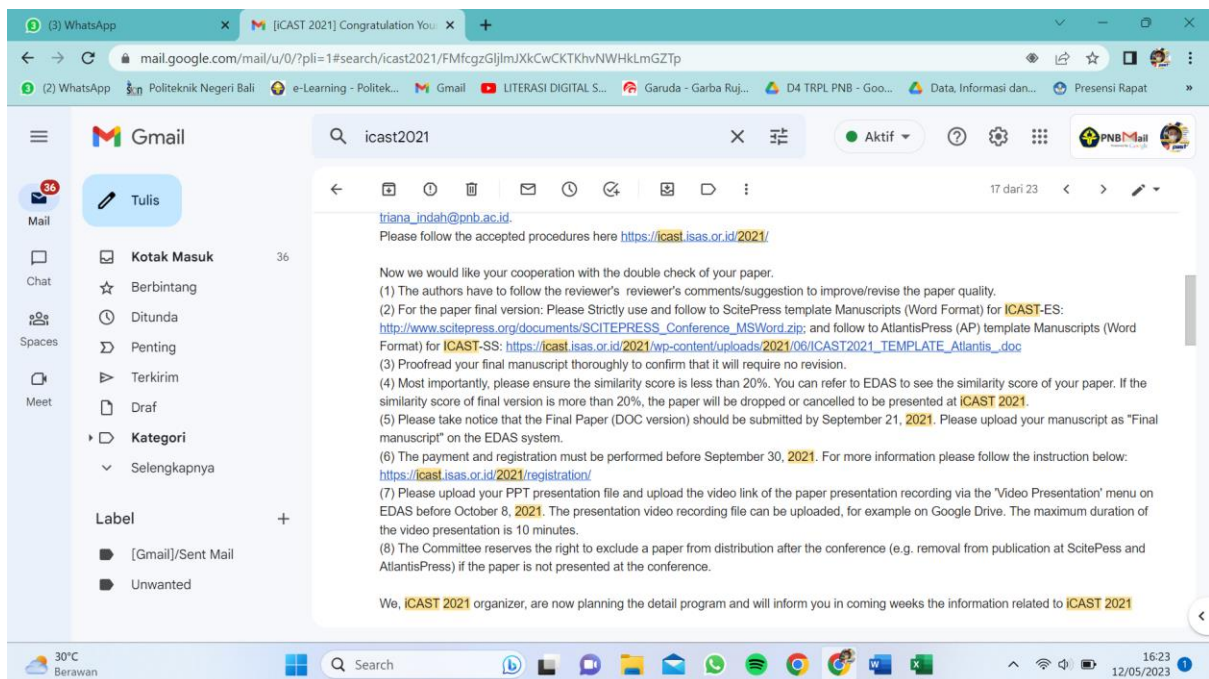 (3) WhatsApp
[iCAST 2021] Congratulation You
mail.google.com/mail/u/0/?pli=1#search/icast2021/FMfcgzGljlmJXkCwCKTKhvNWHkLmGZTp
(2) WhatsApp Politeknik Negeri Bali e-Learning - Politek... Gmail LITERASI DIGITAL S... Garuda - Garba Ruj... D4 TRPL PNB - Goo... Data, Informasi dan... Presensi Rapat »
Gmail
icast2021
Aktif
PNBMail
36
Mail
Chat
Spaces
Meet
Tulis
Kotak Masuk 36
Berbintang
Ditunda
Penting
Terkirim
Draf
Kategori
Selengkapnya
Label +
[Gmail]/Sent Mail
Unwanted
17 dari 23
triana_indah@pnb.ac.id.
Please follow the accepted procedures here https://icast.isas.or.id/2021/
Now we would like your cooperation with the double check of your paper.
(1) The authors have to follow the reviewer's reviewer's comments/suggestion to improve/revise the paper quality.
(2) For the paper final version: Please Strictly use and follow to ScitePress template Manuscripts (Word Format) for ICAST-ES:
http://www.scitepress.org/documents/SCITEPRESS_Conference_MSWord.zip; and follow to AtlantisPress (AP) template Manuscripts (Word
Format) for ICAST-SS: https://icast.isas.or.id/2021/wp-content/uploads/2021/06/ICAST2021_TEMPLATE_Atlantis_.doc
(3) Proofread your final manuscript thoroughly to confirm that it will require no revision.
(4) Most importantly, please ensure the similarity score is less than 20%. You can refer to EDAS to see the similarity score of your paper. If the
similarity score of final version is more than 20%, the paper will be dropped or cancelled to be presented at iCAST 2021.
(5) Please take notice that the Final Paper (DOC version) should be submitted by September 21, 2021. Please upload your manuscript as "Final
manuscript" on the EDAS system.
(6) The payment and registration must be performed before September 30, 2021. For more information please follow the instruction below:
https://icast.isas.or.id/2021/registration/
(7) Please upload your PPT presentation file and upload the video link of the paper presentation recording via the 'Video Presentation' menu on
EDAS before October 8, 2021. The presentation video recording file can be uploaded, for example on Google Drive. The maximum duration of
the video presentation is 10 minutes.
(8) The Committee reserves the right to exclude a paper from distribution after the conference (e.g. removal from publication at ScitePess and
AtlantisPress) if the paper is not presented at the conference.
We, iCAST 2021 organizer, are now planning the detail program and will inform you in coming weeks the information related to iCAST 2021
30°C
Berawan
Search
16:23
12/05/2023
1